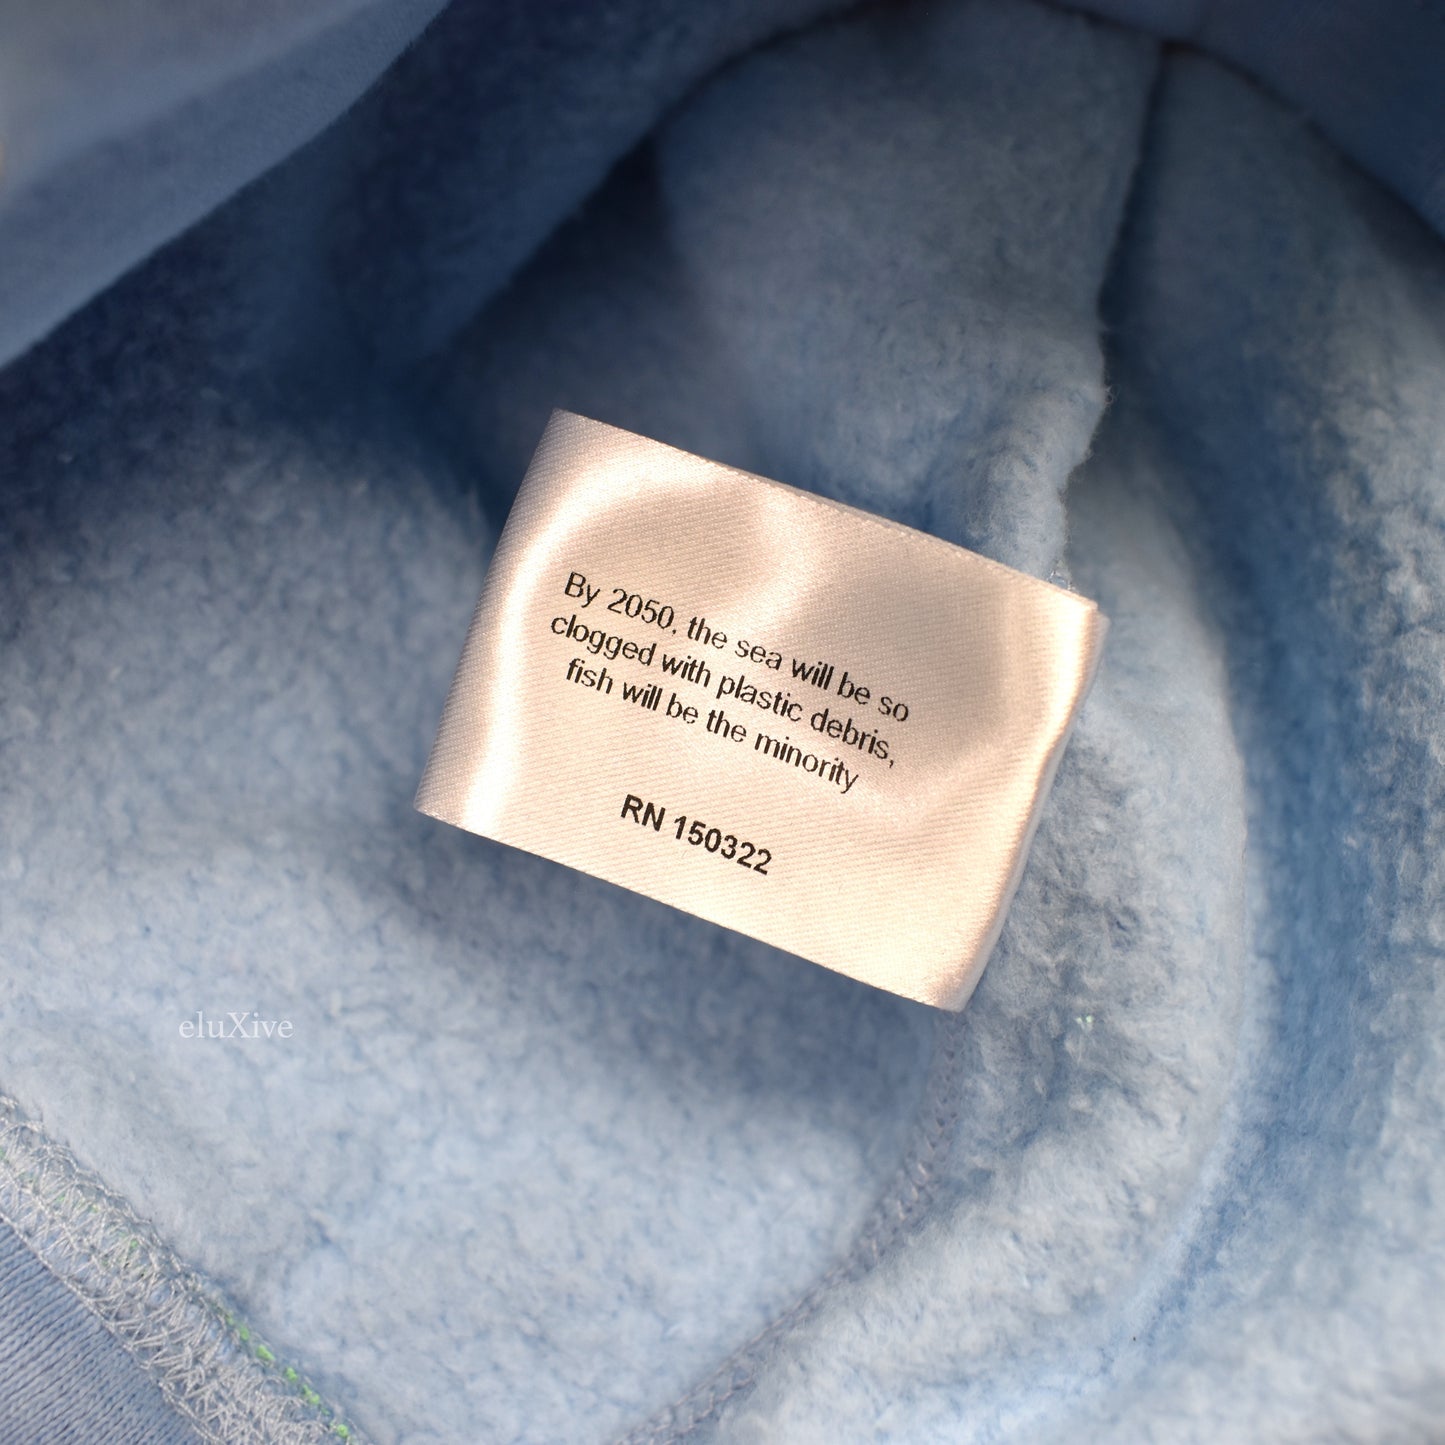 By 2050, the sea will be so
clogged with plastic debris,
fish will be the minority
RN 150322
eluXive